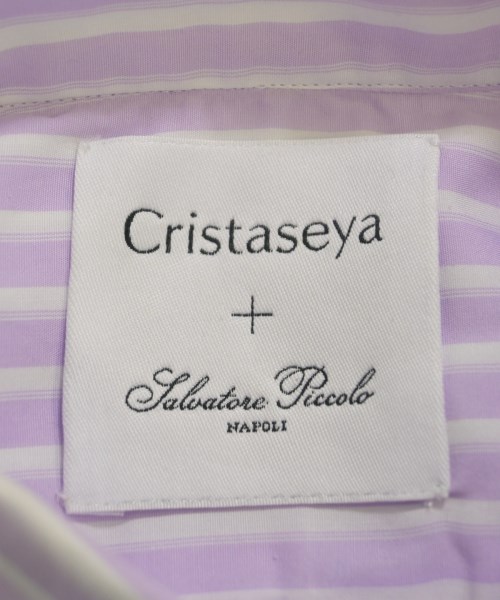 Cristaseya
+
Salvatore Piccolo
NAPOLI